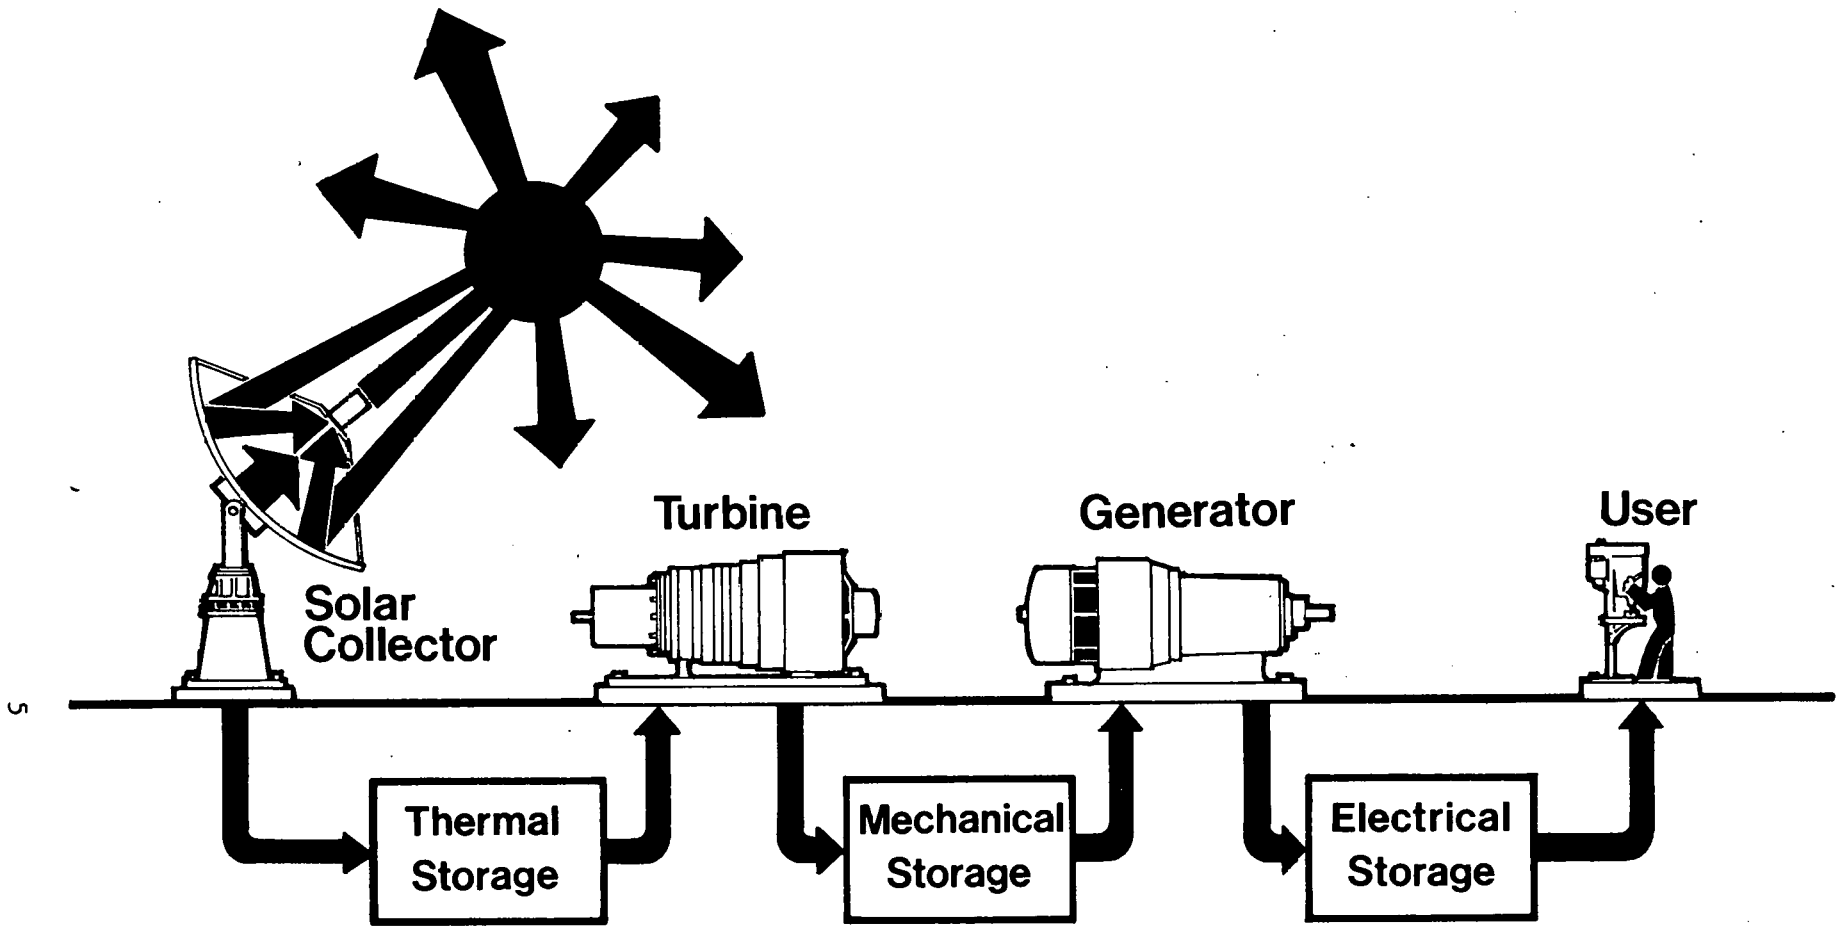 Turbine
Generator
User
Solar
Collector
5
Thermal
Storage
Mechanical
Storage
Electrical
Storage